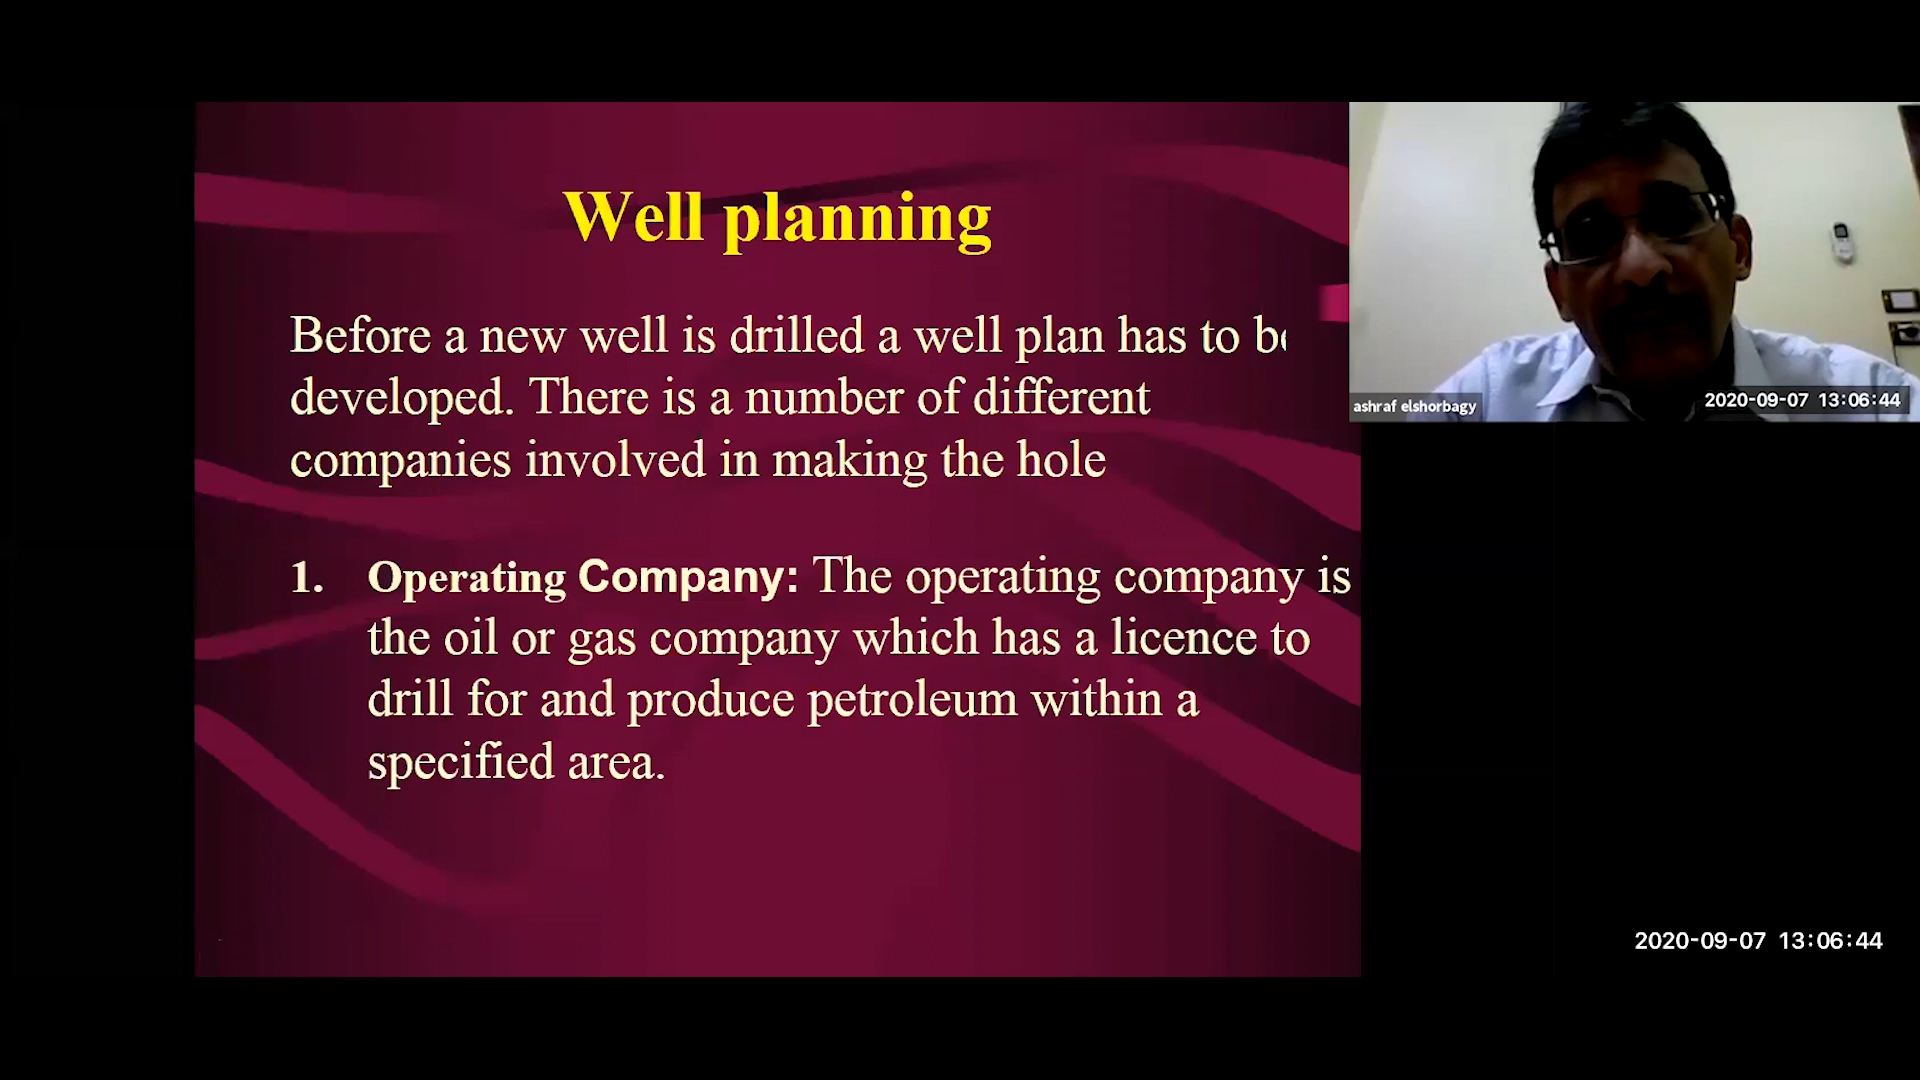 Well planning
Before a new well is drilled a well plan has to be
developed. There is a number of different
companies involved in making the hole
1. Operating Company: The operating company is
the oil or gas company which has a licence to
drill for and produce petroleum within a
specified area.
ashraf elshorbagy
2020-09-07 13:06:44
2020-09-07 13:06:44